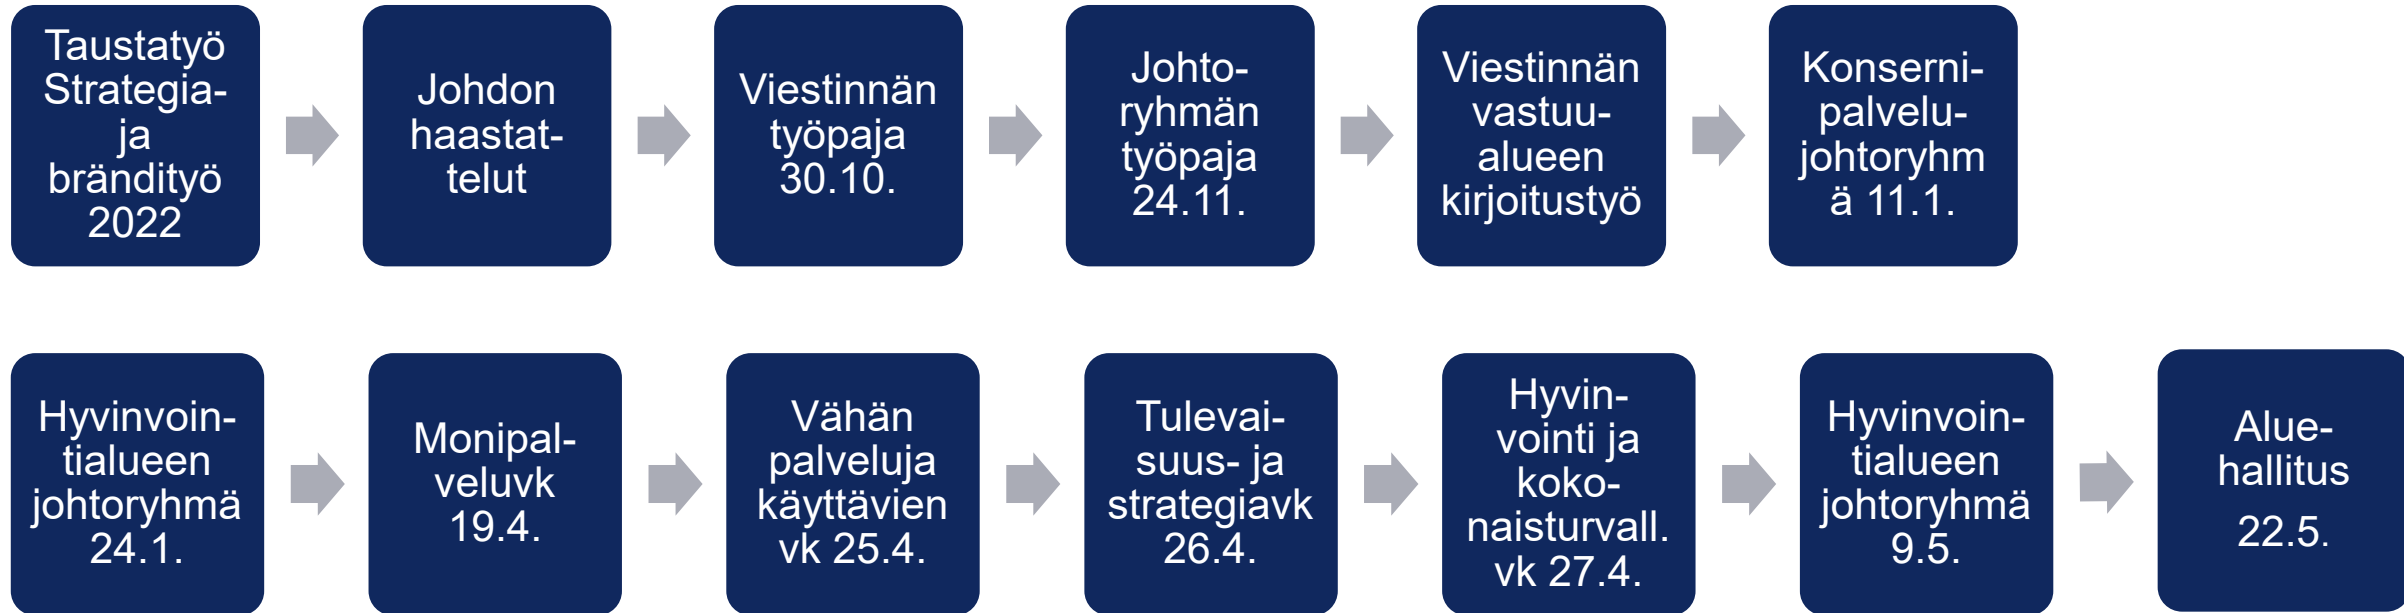 Taustatyö
Strategia-
ja
brändityö
2022
Johdon
haastat-
telut
Viestinnän
työpaja
30.10.
Johto-
ryhmän
työpaja
24.11.
Viestinnän
vastuu-
alueen
kirjoitustyö
Konserni-
palvelu-
johtoryhm
ä 11.1.
Hyvinvoin-
tialueen
johtoryhmä
24.1.
Monipal-
veluvk
19.4.
Vähän
palveluja
käyttävien
vk 25.4.
Tulevai-
suus- ja
strategiavk
26.4.
Hyvin-
vointi ja
koko-
naisturvall.
vk 27.4.
Hyvinvoin-
tialueen
johtoryhmä
9.5.
Alue-
hallitus
22.5.